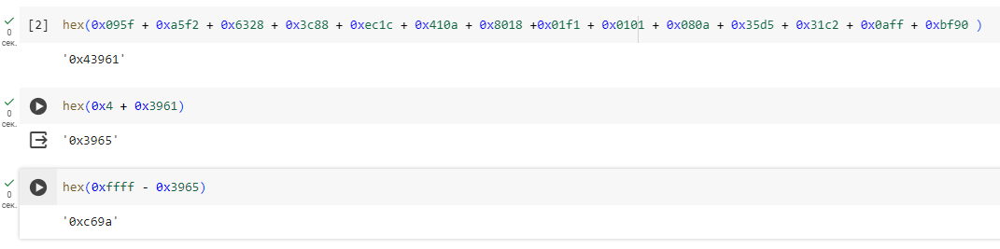 [2] hex(0x095f + 0xa5f2 + 0x6328 + 0x3c88 + 0xec1c + 0x410a + 0x8018 +0x01f1 + 0x0101 + 0x080a + 0x35d5 + 0x31c2 + 0x0aff + 0xbf90 )
0
сек.
'0x43961'
hex(0x4 + 0x3961)
0
сек.
'0x3965'
hex(0xffff - 0x3965)
0
сек.
'0xc69a'